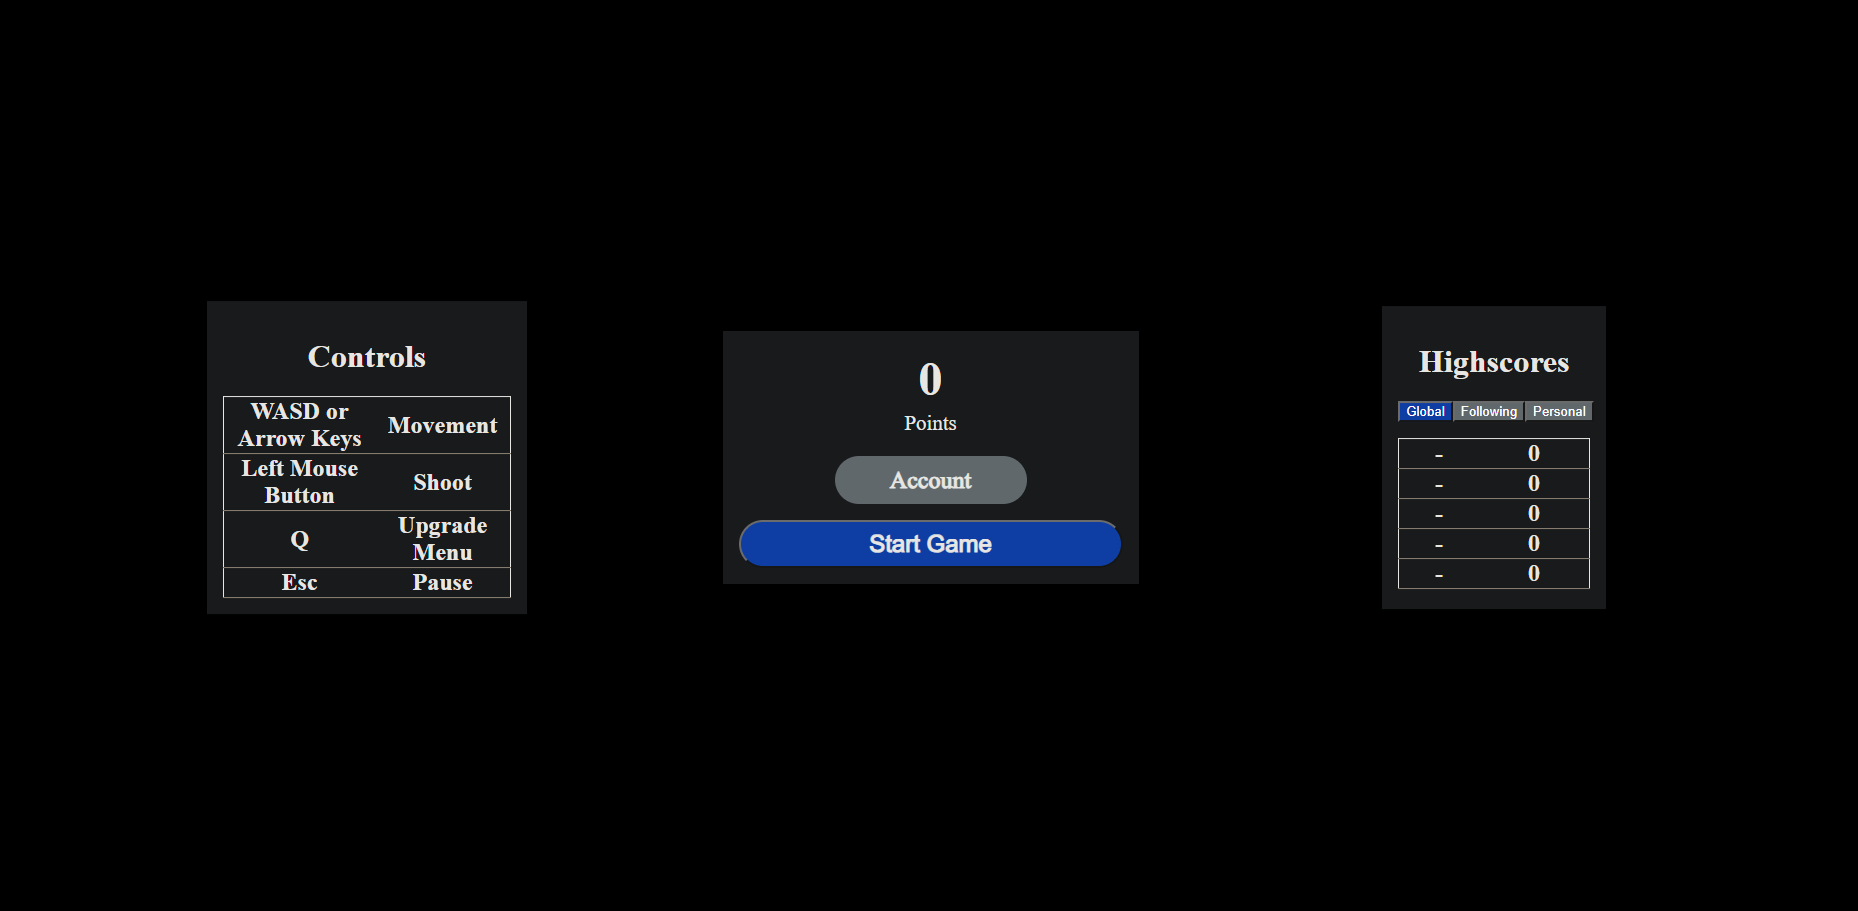 Controls
WASD or
Arrow Keys
Movement
Left Mouse
Button
Shoot
Q
Upgrade
Menu
Esc
Pause
0
Points
Account
Start Game
Highscores
Global Following Personal
- 0
- 0
- 0
- 0
- 0